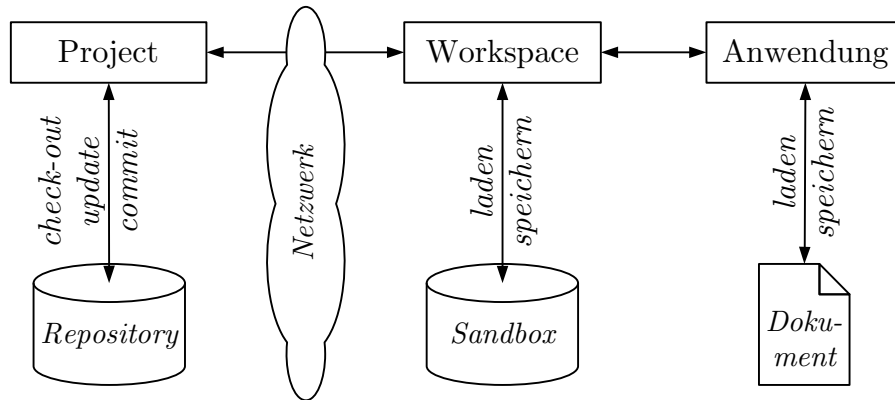 Project
Workspace
Anwendung
check-out
update
commit
Netzwerk
laden
speichern
laden
speichern
Repository
Sandbox
Doku-
ment